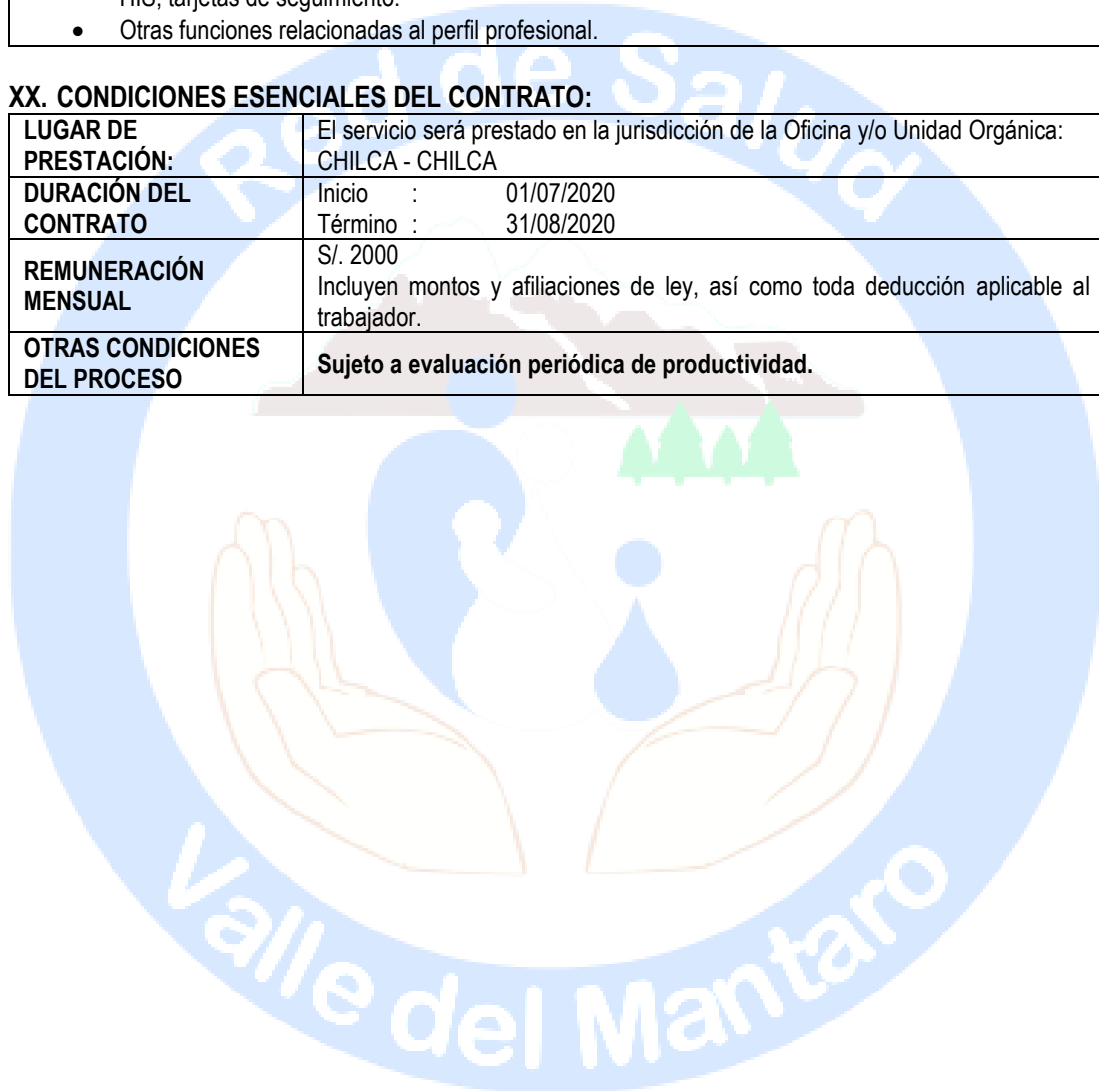 HIS, tarjetas de seguimiento.
• Otras funciones relacionadas al perfil profesional.
XX. CONDICIONES ESENCIALES DEL CONTRATO:
LUGAR DE
PRESTACIÓN:
El servicio será prestado en la jurisdicción de la Oficina y/o Unidad Orgánica:
CHILCA - CHILCA
DURACIÓN DEL
CONTRATO
Inicio : 01/07/2020
Término : 31/08/2020
REMUNERACIÓN
MENSUAL
S/. 2000
Incluyen montos y afiliaciones de ley, así como toda deducción aplicable al
trabajador.
OTRAS CONDICIONES
DEL PROCESO
Sujeto a evaluación periódica de productividad.
Red de Salud
Valle del Mantaro